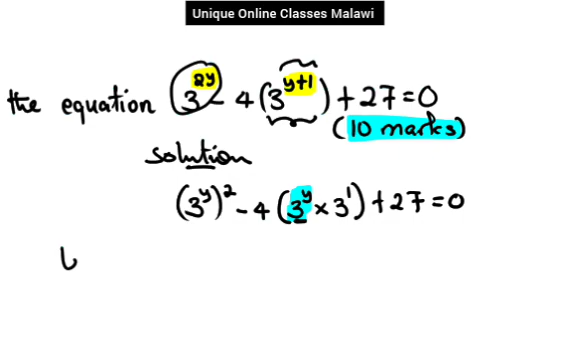 Unique Online Classes Malawi
the equation 3^{2y} - 4(3^{y+1}) + 27 = 0
(10 marks)
solution
(3^y)^2 - 4(3^y × 3^1) + 27 = 0